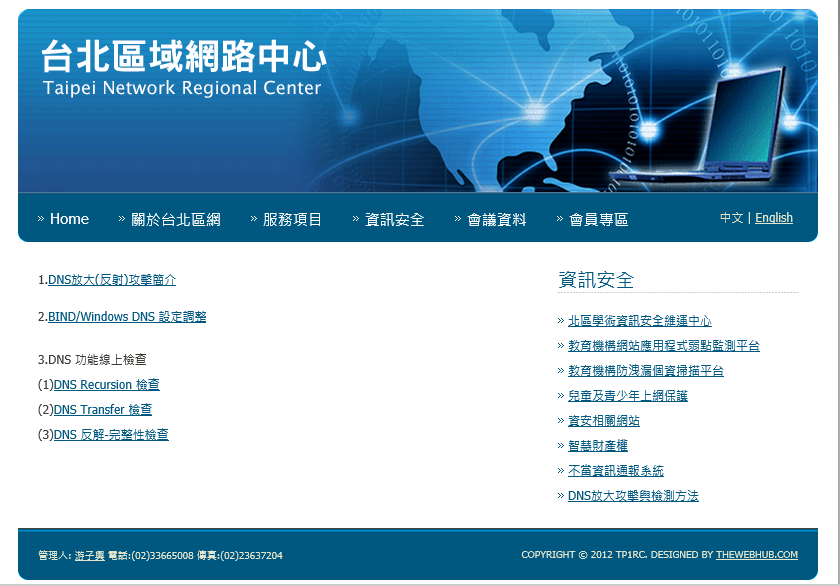 台北區域網路中心
Taipei Network Regional Center
» Home » 關於台北區網 » 服務項目 » 資訊安全 » 會議資料 » 會員專區 中文 | English
1.DNS放大(反射)攻擊簡介
2.BIND/Windows DNS 設定調整
3.DNS 功能線上檢查
(1)DNS Recursion 檢查
(2)DNS Transfer 檢查
(3)DNS 反解-完整性檢查
資訊安全
» 北區學術資訊安全維運中心
» 教育機構網站應用程式弱點監測平台
» 教育機構防洩漏個資掃描平台
» 兒童及青少年上網保護
» 資安相關網站
» 智慧財產權
» 不當資訊通報系統
» DNS放大攻擊與檢測方法
管理人: 游子興 電話:(02)33665008 傳真:(02)23637204
COPYRIGHT © 2012 TP1RC. DESIGNED BY THEWEBHUB.COM